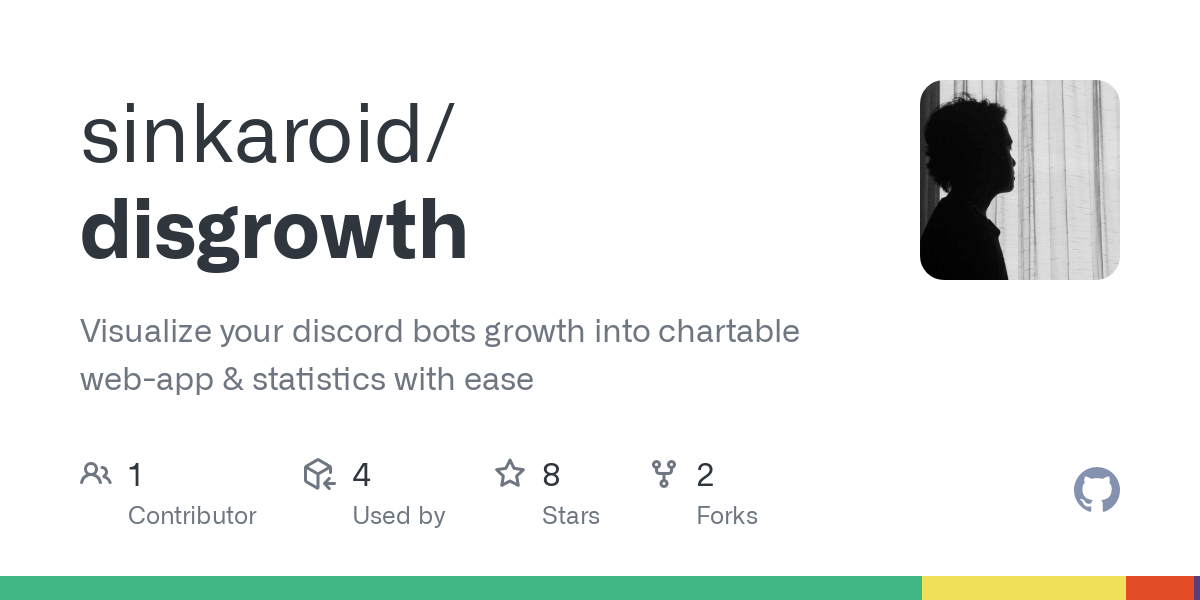 sinkaroid/
disgrowth
Visualize your discord bots growth into chartable
web-app & statistics with ease
1 4 8 2
Contributor Used by Stars Forks